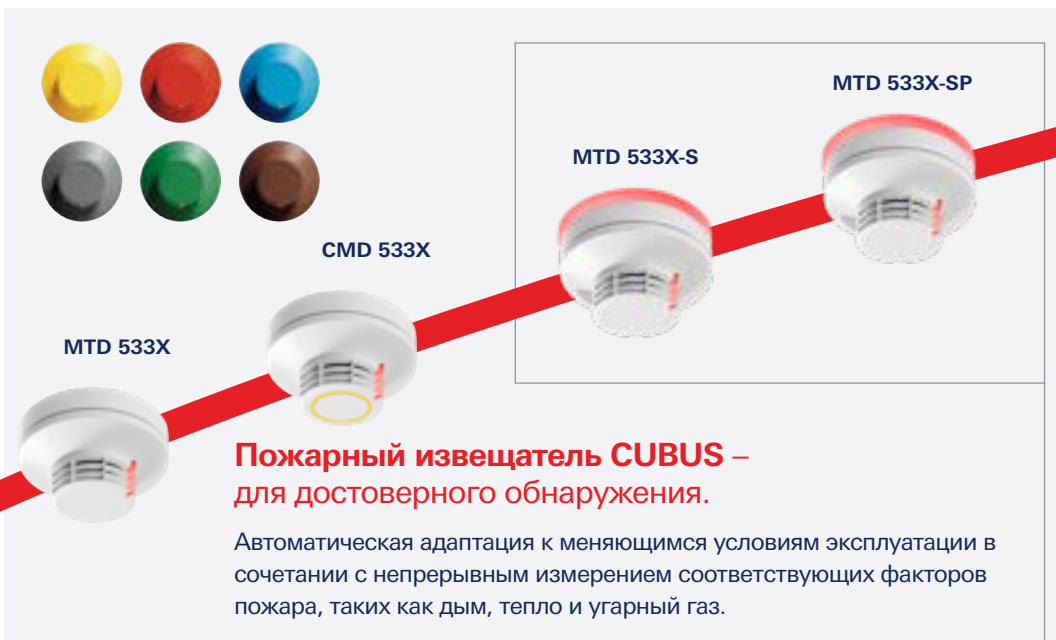 MTD 533X-SP
MTD 533X-S
CMD 533X
MTD 533X
Пожарный извещатель CUBUS –
для достоверного обнаружения.
Автоматическая адаптация к меняющимся условиям эксплуатации в
сочетании с непрерывным измерением соответствующих факторов
пожара, таких как дым, тепло и угарный газ.